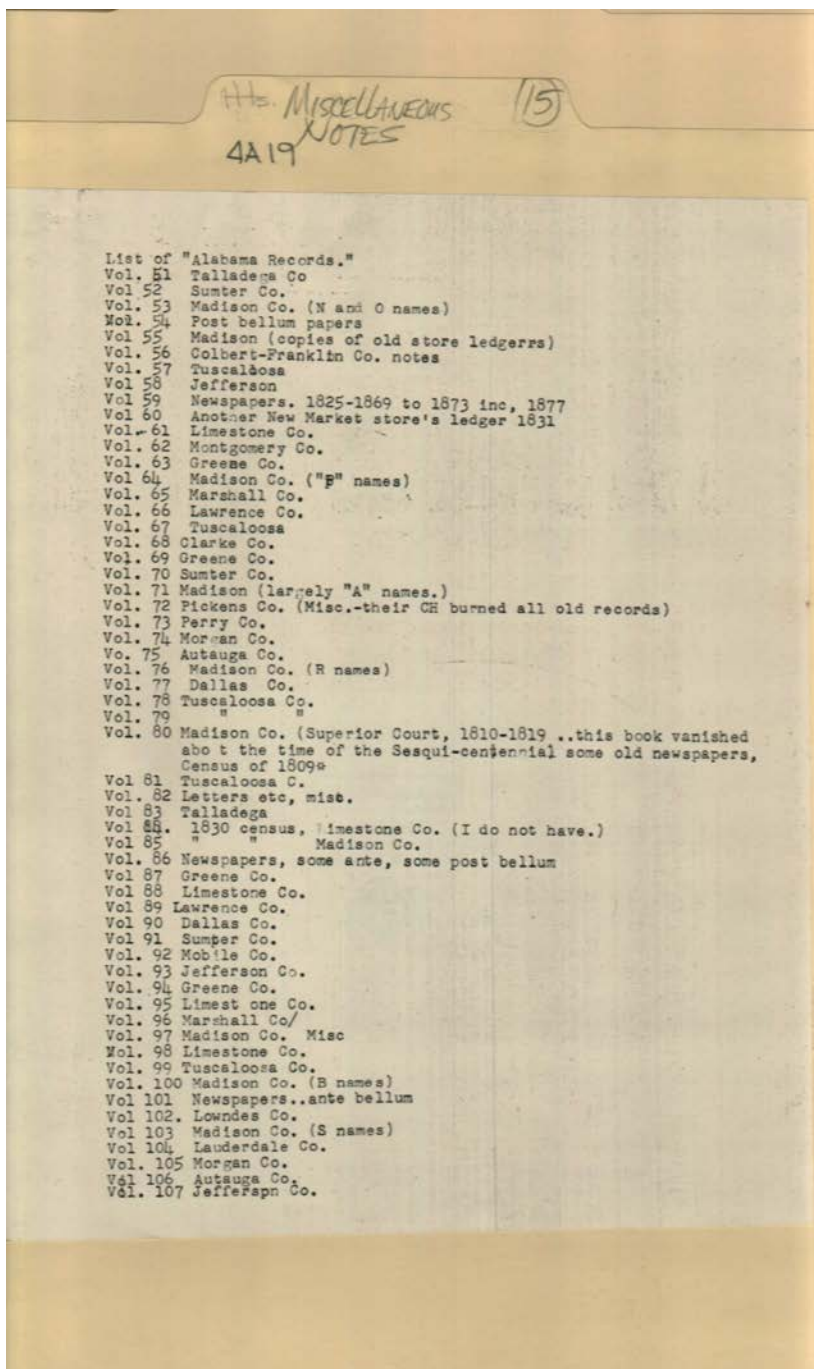 Hts. MISCELLANEOUS (15)
NOTES
4A19
List of "Alabama Records."
Vol. 51 Talladega Co
Vol 52 Sumter Co.
Vol. 53 Madison Co. (N and O names)
Vol. 54 Post bellum papers
Vol 55 Madison (copies of old store ledgerrs)
Vol. 56 Colbert-Franklin Co. notes
Vol. 57 Tuscaloosa
Vol 58 Jefferson
Vol 59 Newspapers. 1825-1869 to 1873 inc, 1877
Vol 60 Another New Market store's ledger 1831
Vol. 61 Limestone Co.
Vol. 62 Montgomery Co.
Vol. 63 Greene Co.
Vol 64 Madison Co. ("P" names)
Vol. 65 Marshall Co.
Vol. 66 Lawrence Co.
Vol. 67 Tuscaloosa
Vol. 68 Clarke Co.
Vol. 69 Greene Co.
Vol. 70 Sumter Co.
Vol. 71 Madison (largely "A" names.)
Vol. 72 Pickens Co. (Misc.-their CH burned all old records)
Vol. 73 Perry Co.
Vol. 74 Morgan Co.
Vo. 75 Autauga Co.
Vol. 76 Madison Co. (R names)
Vol. 77 Dallas Co.
Vol. 78 Tuscaloosa Co.
Vol. 79 " "
Vol. 80 Madison Co. (Superior Court, 1810-1819 ..this book vanished
abo t the time of the Sesqui-centennial some old newspapers,
Census of 1809*
Vol 81 Tuscaloosa C.
Vol. 82 Letters etc, misc.
Vol 83 Talladega
Vol 84. 1830 census, Limestone Co. (I do not have.)
Vol 85 " " Madison Co.
Vol. 86 Newspapers, some ante, some post bellum
Vol 87 Greene Co.
Vol 88 Limestone Co.
Vol 89 Lawrence Co.
Vol 90 Dallas Co.
Vol 91 Sumter Co.
Vol. 92 Mobile Co.
Vol. 93 Jefferson Co.
Vol. 94 Greene Co.
Vol. 95 Limest one Co.
Vol. 96 Marshall Co/
Vol. 97 Madison Co. Misc
Vol. 98 Limestone Co.
Vol. 99 Tuscaloosa Co.
Vol. 100 Madison Co. (B names)
Vol 101 Newspapers..ante bellum
Vol 102. Lowndes Co.
Vol 103 Madison Co. (S names)
Vol 104 Lauderdale Co.
Vol. 105 Morgan Co.
Vol 106 Autauga Co.
Vol. 107 Jefferspn Co.